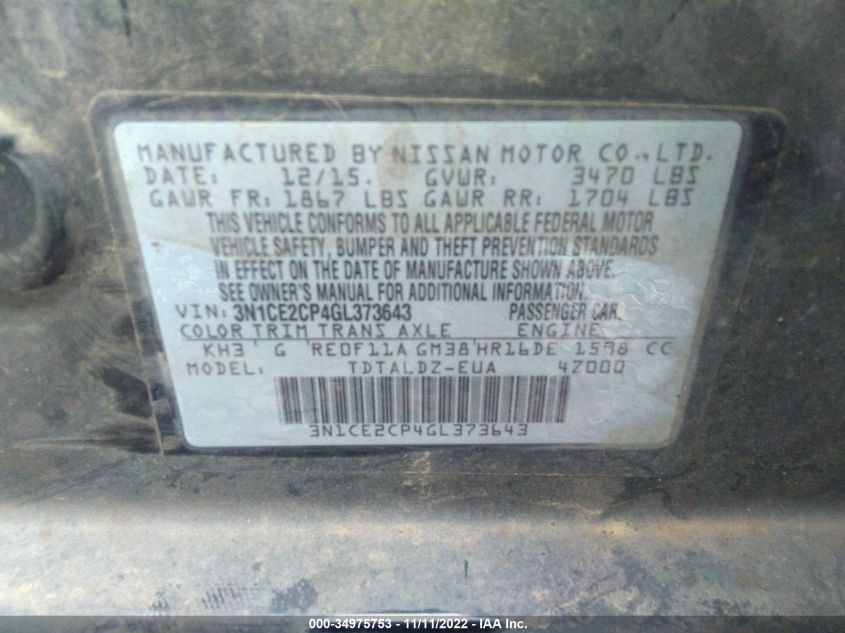 MANUFACTURED BY NISSAN MOTOR CO., LTD.
DATE: 12/15. GVWR: 3470 LBS
GAWR FR: 1867 LBS GAWR RR: 1704 LBS
THIS VEHICLE CONFORMS TO ALL APPLICABLE FEDERAL MOTOR
VEHICLE SAFETY, BUMPER AND THEFT PREVENTION STANDARDS
IN EFFECT ON THE DATE OF MANUFACTURE SHOWN ABOVE.
SEE OWNER'S MANUAL FOR ADDITIONAL INFORMATION.
VIN: 3N1CE2CP4GL373643 PASSENGER CAR.
COLOR TRIM TRANS AXLE ENGINE
KH3 G RE0F11A GM38 HR16DE 1598 CC
MODEL: TDTALDZ-EUA 4Z000
3N1CE2CP4GL373643
000-34975753 - 11/11/2022 - IAA Inc.